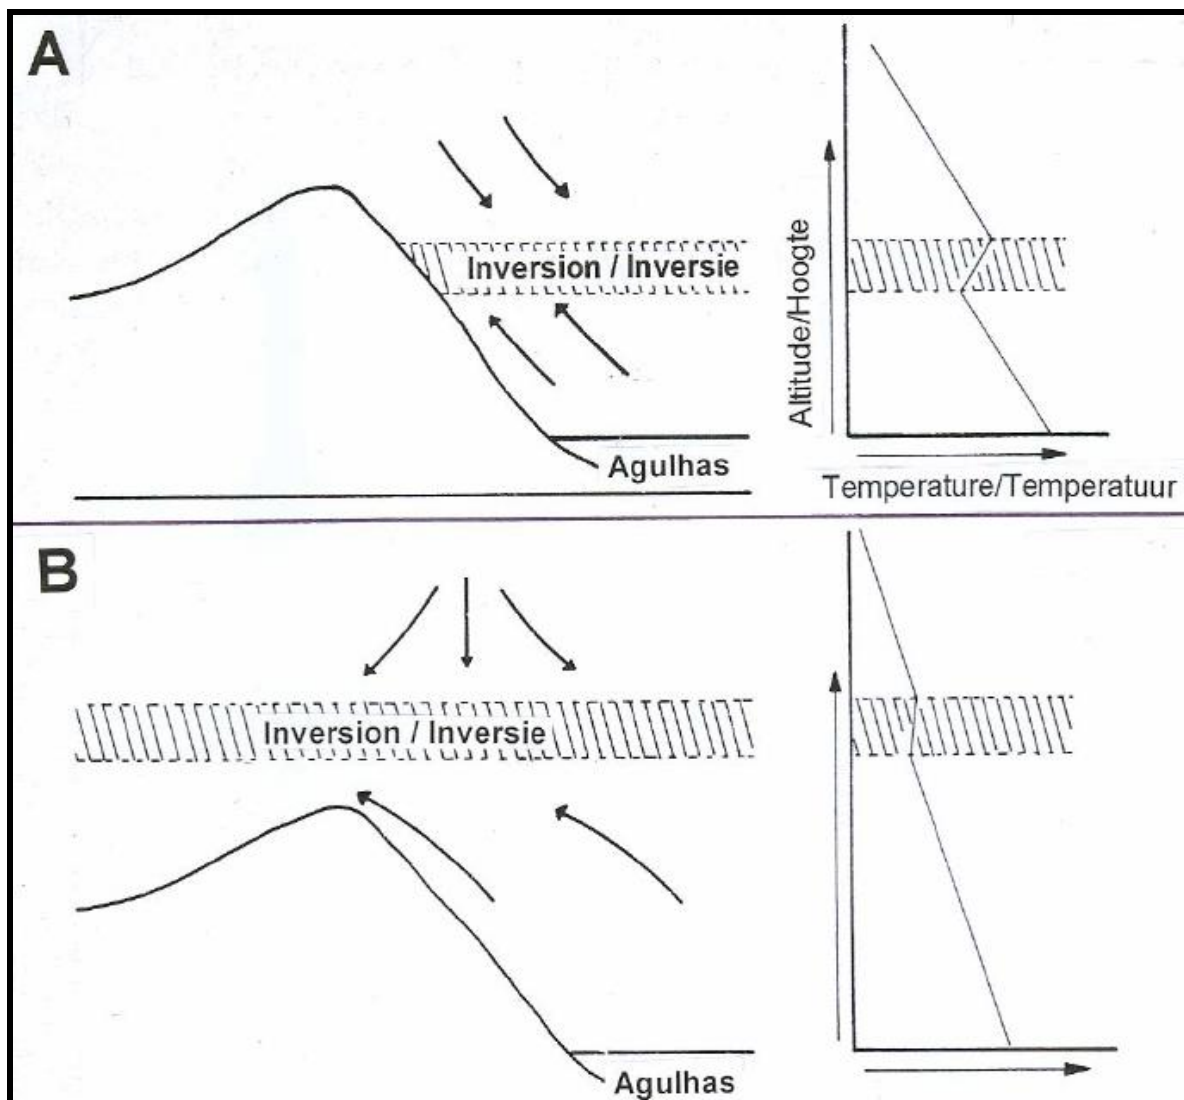 A
Inversion / Inversie
Agulhas
Altitude/Hoogte
Temperature/Temperatuur
B
Inversion / Inversie
Agulhas